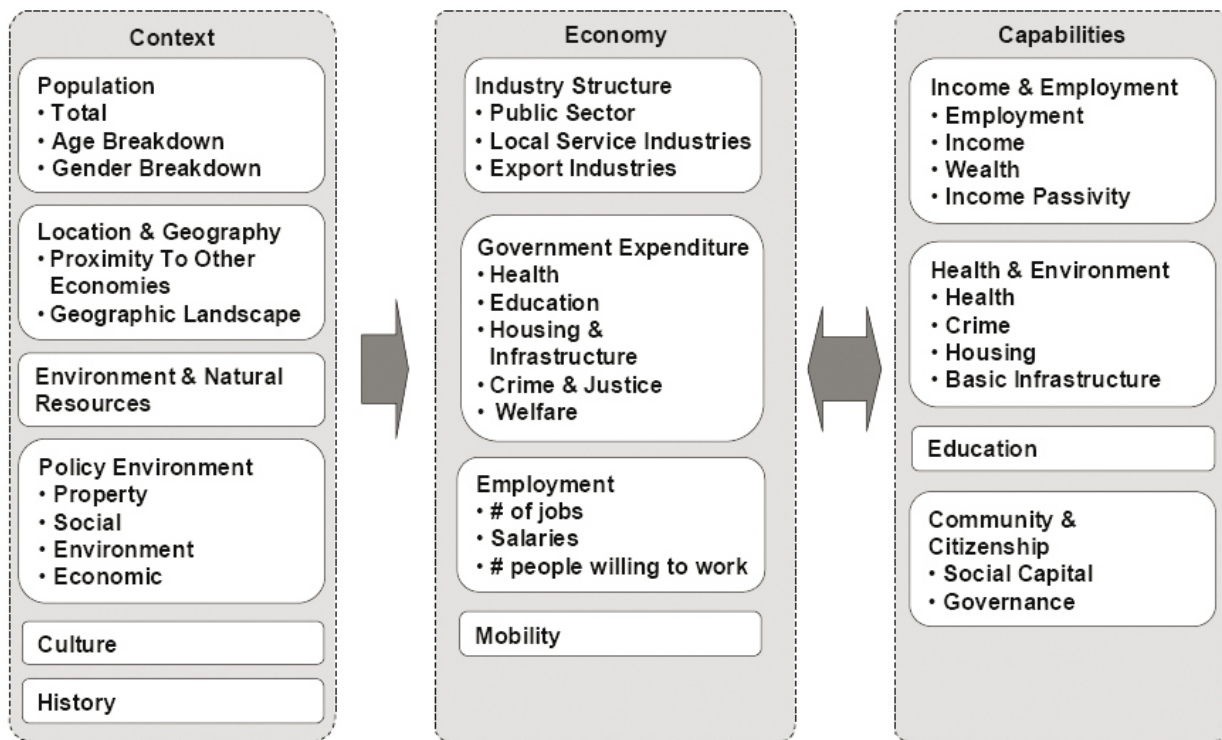 Context
Population
• Total
• Age Breakdown
• Gender Breakdown
Location & Geography
• Proximity To Other
Economies
• Geographic Landscape
Environment & Natural
Resources
Policy Environment
• Property
• Social
• Environment
• Economic
Culture
History
Economy
Industry Structure
• Public Sector
• Local Service Industries
• Export Industries
Government Expenditure
• Health
• Education
• Housing &
Infrastructure
• Crime & Justice
• Welfare
Employment
• # of jobs
• Salaries
• # people willing to work
Mobility
Capabilities
Income & Employment
• Employment
• Income
• Wealth
• Income Passivity
Health & Environment
• Health
• Crime
• Housing
• Basic Infrastructure
Education
Community &
Citizenship
• Social Capital
• Governance